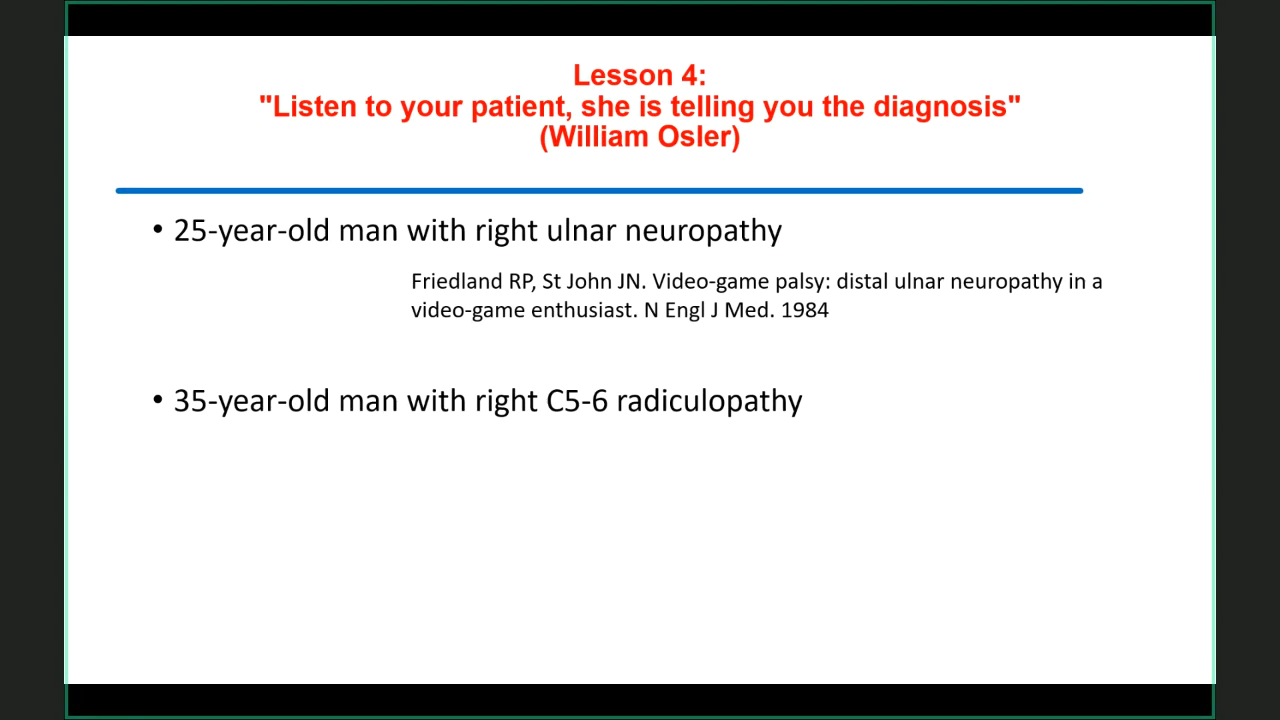 Lesson 4:
"Listen to your patient, she is telling you the diagnosis"
(William Osler)
• 25-year-old man with right ulnar neuropathy
Friedland RP, St John JN. Video-game palsy: distal ulnar neuropathy in a
video-game enthusiast. N Engl J Med. 1984
• 35-year-old man with right C5-6 radiculopathy